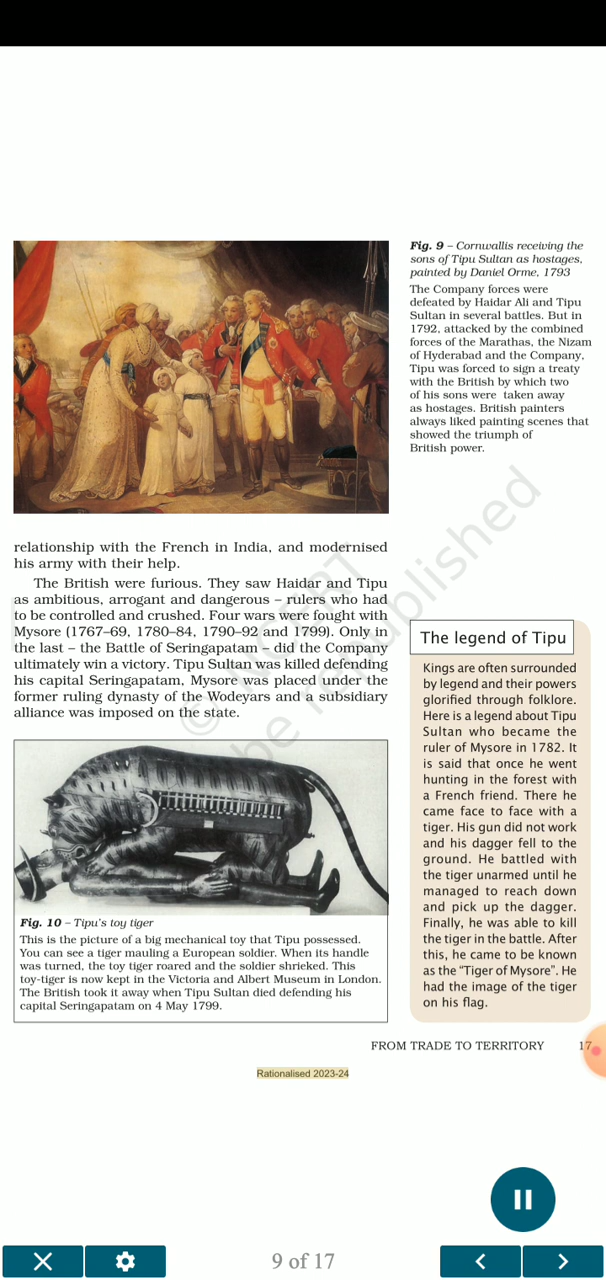 Fig. 9 – Cornwallis receiving the
sons of Tipu Sultan as hostages,
painted by Daniel Orme, 1793
The Company forces were
defeated by Haidar Ali and Tipu
Sultan in several battles. But in
1792, attacked by the combined
forces of the Marathas, the Nizam
of Hyderabad and the Company,
Tipu was forced to sign a treaty
with the British by which two
of his sons were taken away
as hostages. British painters
always liked painting scenes that
showed the triumph of
British power.
relationship with the French in India, and modernised
his army with their help.
The British were furious. They saw Haidar and Tipu
as ambitious, arrogant and dangerous – rulers who had
to be controlled and crushed. Four wars were fought with
Mysore (1767–69, 1780–84, 1790–92 and 1799). Only in
the last – the Battle of Seringapatam – did the Company
ultimately win a victory. Tipu Sultan was killed defending
his capital Seringapatam, Mysore was placed under the
former ruling dynasty of the Wodeyars and a subsidiary
alliance was imposed on the state.
Fig. 10 – Tipu's toy tiger
This is the picture of a big mechanical toy that Tipu possessed.
You can see a tiger mauling a European soldier. When its handle
was turned, the toy tiger roared and the soldier shrieked. This
toy-tiger is now kept in the Victoria and Albert Museum in London.
The British took it away when Tipu Sultan died defending his
capital Seringapatam on 4 May 1799.
The legend of Tipu
Kings are often surrounded
by legend and their powers
glorified through folklore.
Here is a legend about Tipu
Sultan who became the
ruler of Mysore in 1782. It
is said that once he went
hunting in the forest with
a French friend. There he
came face to face with a
tiger. His gun did not work
and his dagger fell to the
ground. He battled with
the tiger unarmed until he
managed to reach down
and pick up the dagger.
Finally, he was able to kill
the tiger in the battle. After
this, he came to be known
as the "Tiger of Mysore". He
had the image of the tiger
on his flag.
FROM TRADE TO TERRITORY 17
Rationalised 2023-24
© NCERT
be republished
9 of 17